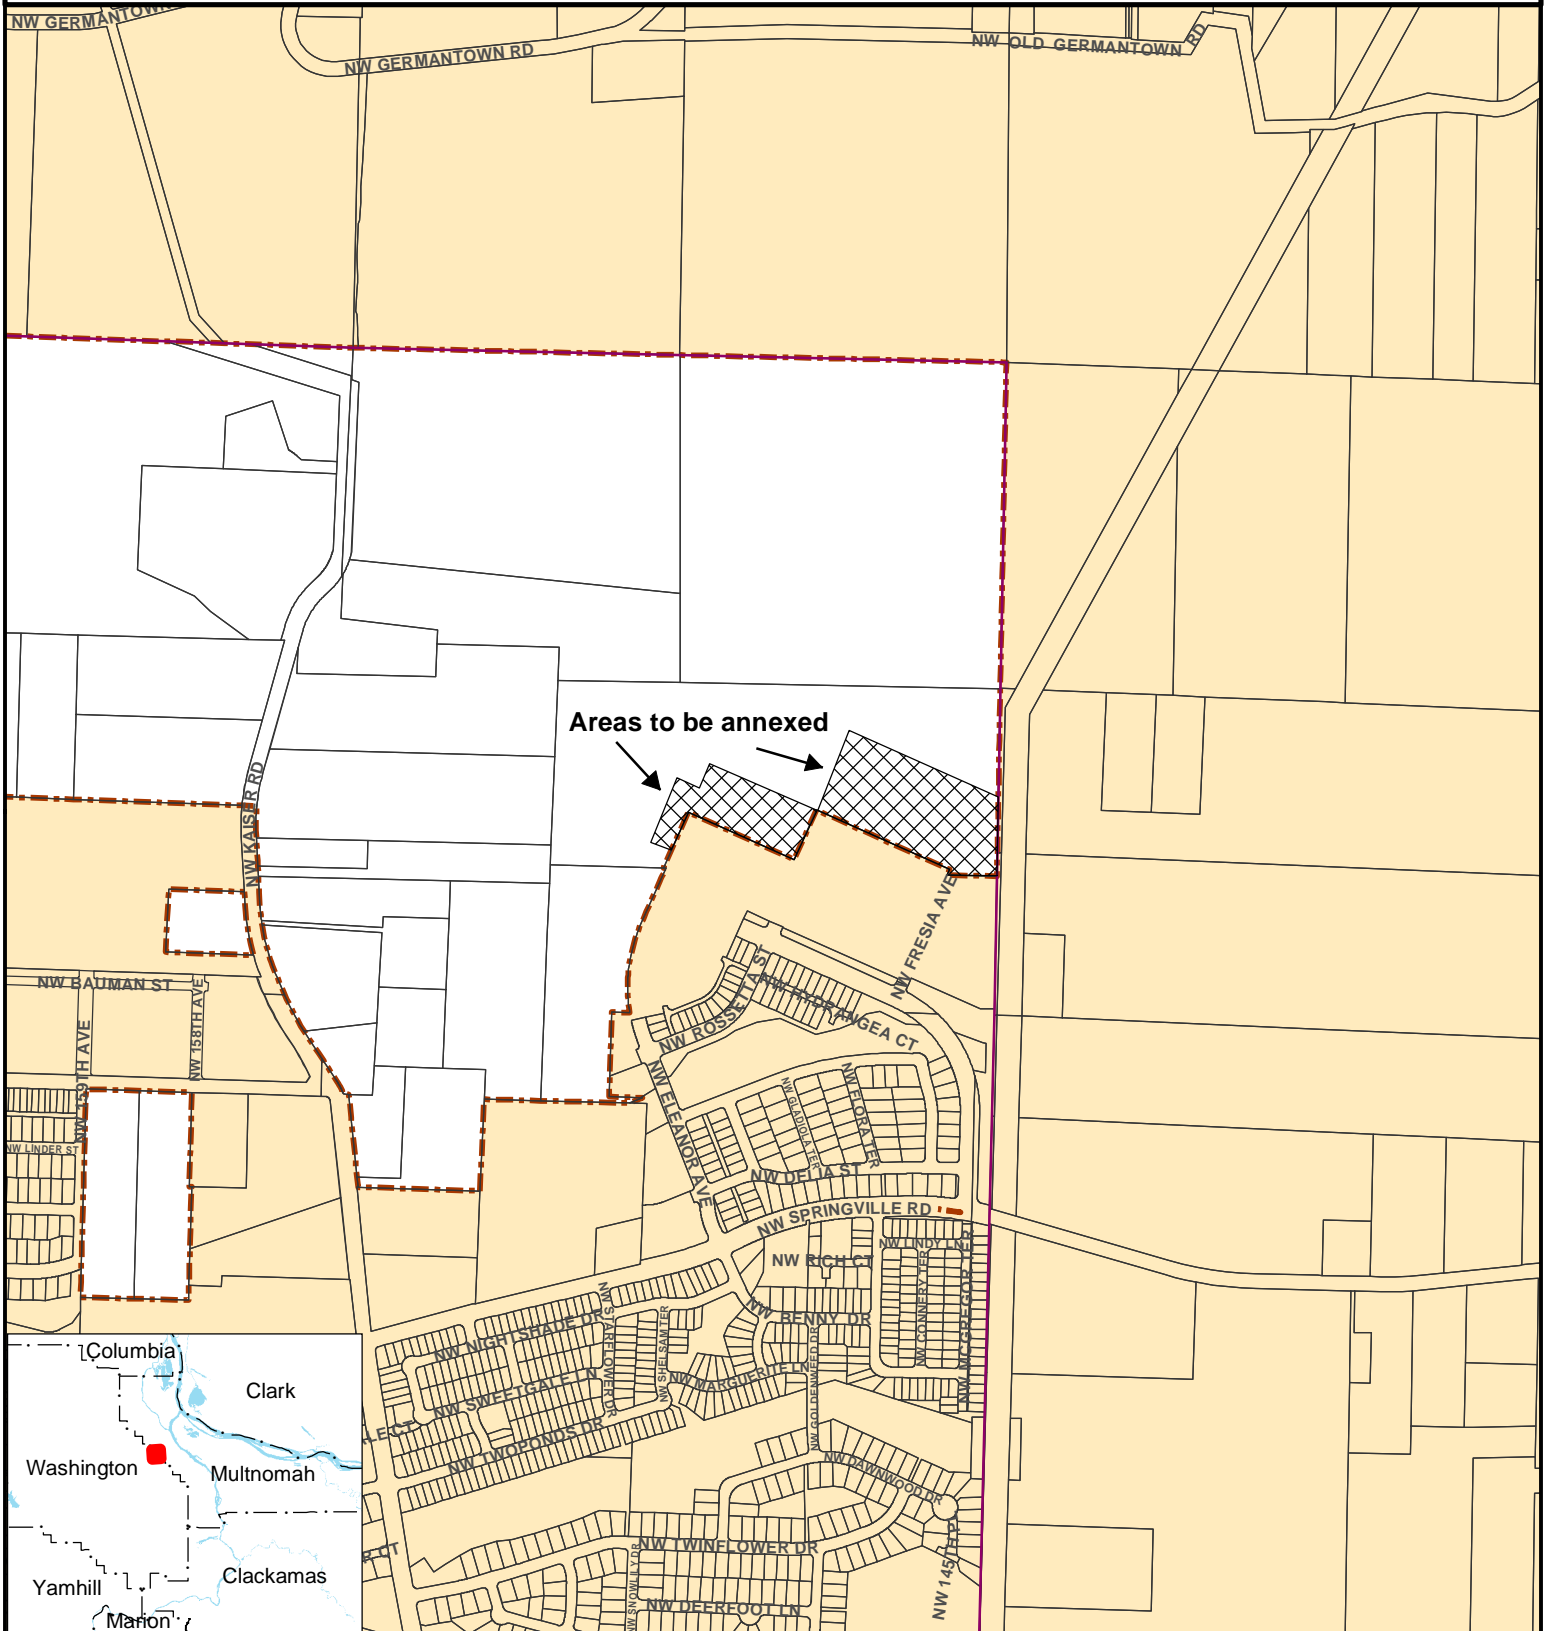 NW GERMANTOWN
NW GERMANTOWN RD
NW OLD GERMANTOWN RD
Areas to be annexed
NW KAISER RD
NW FRESIA AVE
NW BAUMAN ST
NW 158TH AVE
NW 159TH AVE
NW ROSSETTA ST
NW HYDRANGEA CT
NW ELEANOR AVE
NW GLADIOLA TER
NW FLORA TER
NW LINDER ST
NW DELIA ST
NW SPRINGVILLE RD
NW LINDY LN
NW RICH CT
NW CONNERY TER
NW MCGREGOR TER
NW BENNY DR
NW NIGHTSHADE DR
NW STARFLOWER DR
NW SHELSAM TER
NW MARGUERITE LN
NW GOLDENWEED DR
NW SWEETGALE LN
LE CT
NW TWOPONDS DR
NW DAWNWOOD DR
NW TWINFLOWER DR
R CT
NW SNOWLILY DR
NW DEERFOOT LN
NW 145TH PL
Columbia
Clark
Washington
Multnomah
Yamhill
Clackamas
Marion